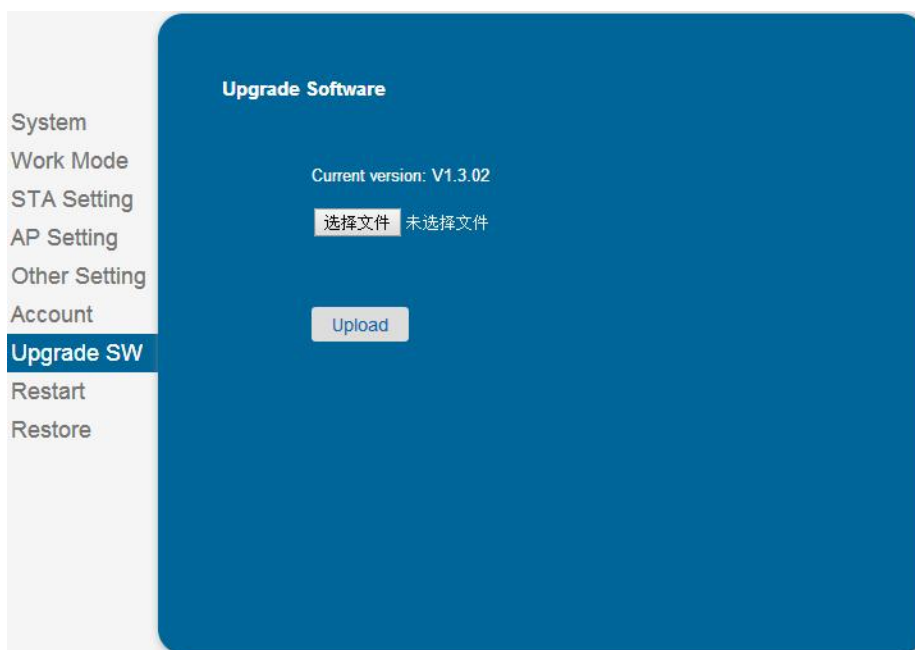 System
Work Mode
STA Setting
AP Setting
Other Setting
Account
Upgrade SW
Restart
Restore
Upgrade Software
Current version: V1.3.02
选择文件 未选择文件
Upload